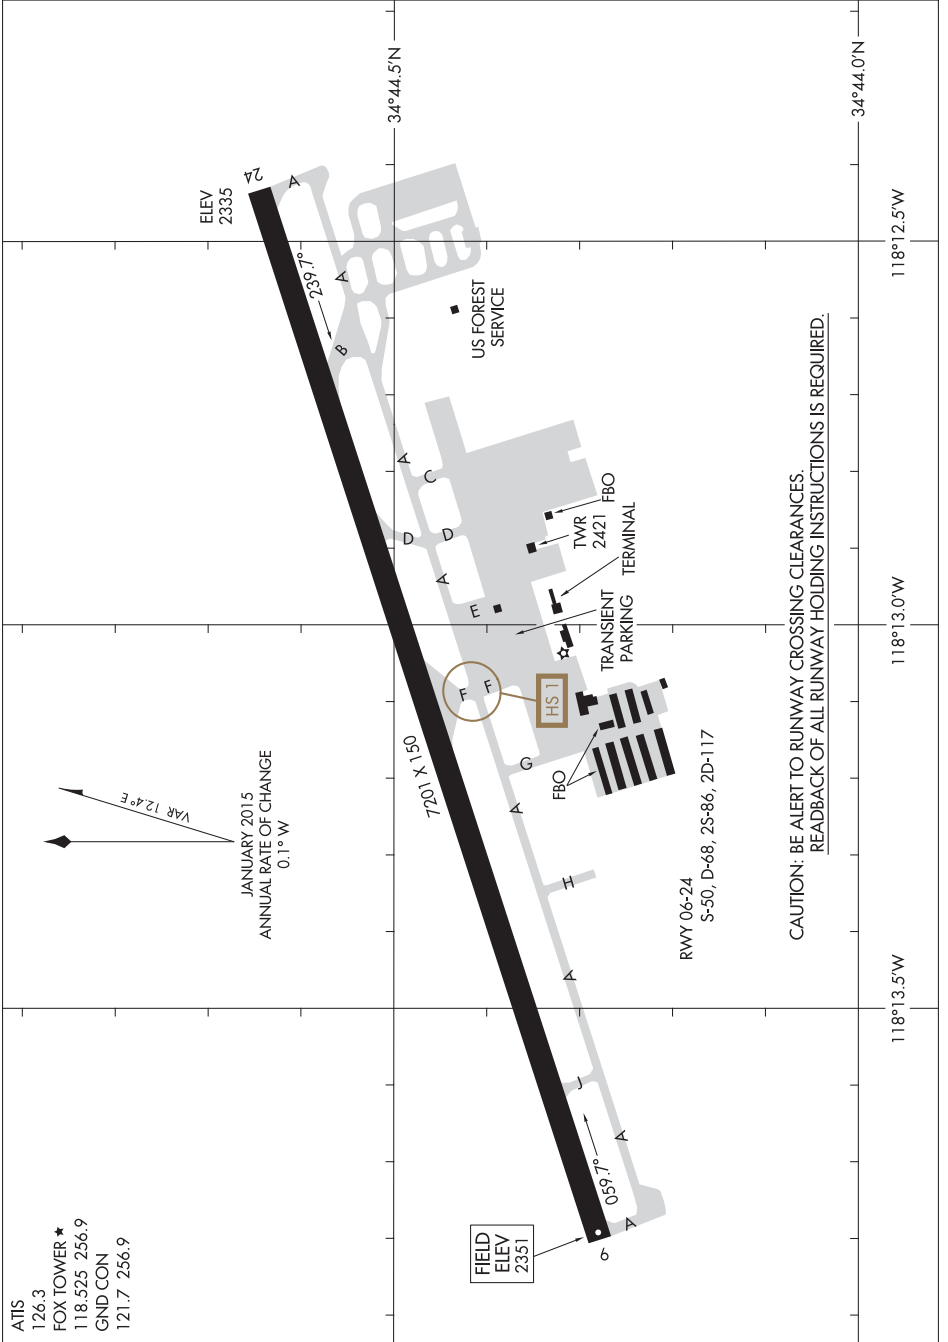 ATIS
126.3
FOX TOWER ★
118.525 256.9
GND CON
121.7 256.9
JANUARY 2015
ANNUAL RATE OF CHANGE
0.1° W
VAR 12.4° E
ELEV
2335
24
A
239.7°
A
B
US FOREST
SERVICE
A
C
D
D
A
E
FBO
TWR
2421
TERMINAL
TRANSIENT
PARKING
F
F
HS 1
7201 X 150
G
A
FBO
H
A
J
A
059.7°
A
6
FIELD
ELEV
2351
RWY 06-24
S-50, D-68, 2S-86, 2D-117
CAUTION: BE ALERT TO RUNWAY CROSSING CLEARANCES.
READBACK OF ALL RUNWAY HOLDING INSTRUCTIONS IS REQUIRED.
34°44.5'N
34°44.0'N
118°13.5'W
118°13.0'W
118°12.5'W